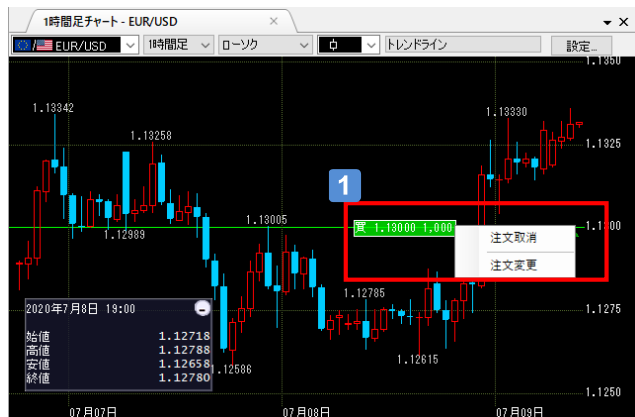 1時間足チャート - EUR/USD
EUR/USD 1時間足 ローソク トレンドライン 設定...
1.1350
1.13342
1.13330
1.13258
1.1325
1
1.13005
買 1.13000 1,000
注文取消
1.1300
1.12989
注文変更
1.12785
2020年7月8日 19:00
1.1275
始値 1.12718
高値 1.12788
安値 1.12658
終値 1.12780
1.12615
1.12586
1.1250
07月07日 07月08日 07月09日